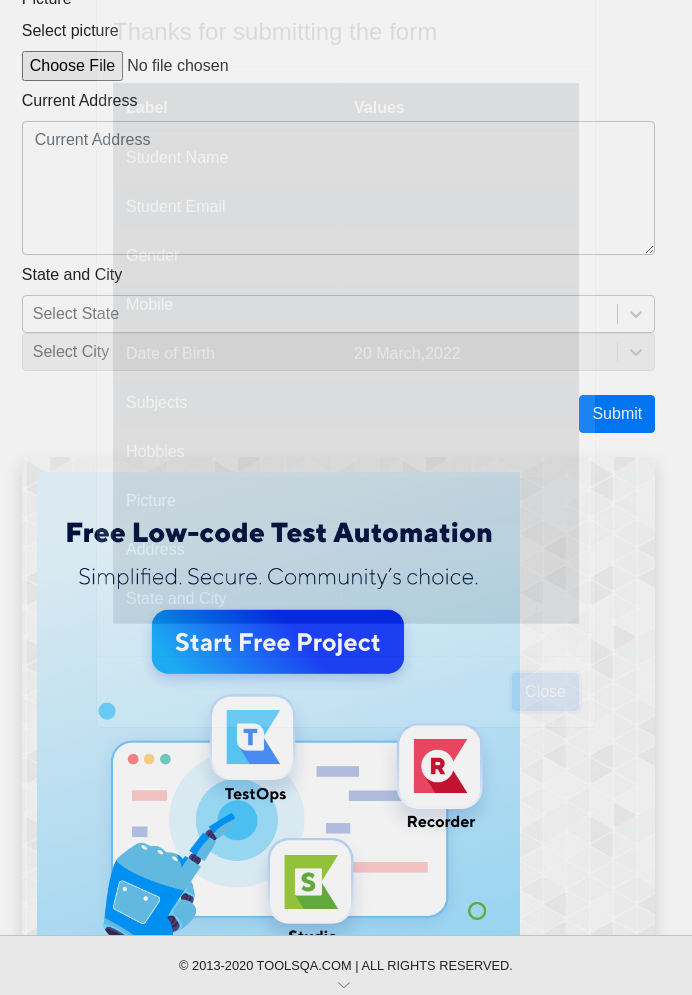 Picture
Select picture
Thanks for submitting the form
Choose File No file chosen
Current Address
Label Values
Current Address
Student Name
Student Email
Gender
State and City
Mobile
Select State
Select City
Date of Birth 20 March,2022
Subjects
Submit
Hobbies
Picture
Free Low-code Test Automation
Address
Simplified. Secure. Community's choice.
State and City
Start Free Project
Close
T
TestOps
R
Recorder
S
Studio
© 2013-2020 TOOLSQA.COM | ALL RIGHTS RESERVED.